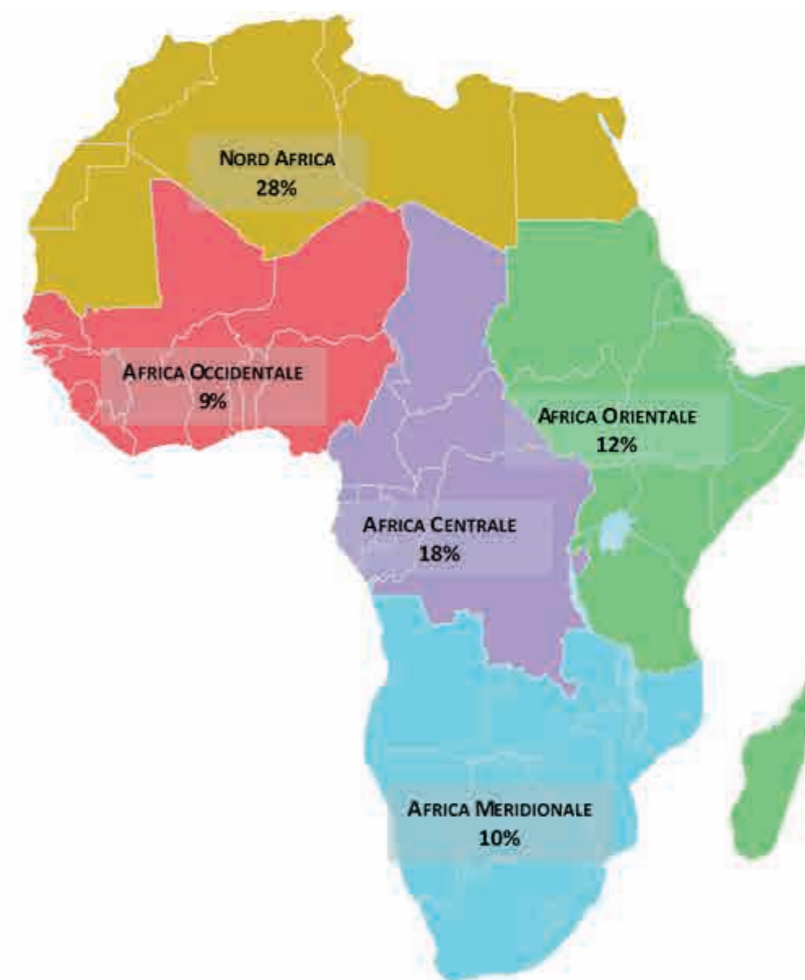 NORD AFRICA
28%
AFRICA OCCIDENTALE
9%
AFRICA ORIENTALE
12%
AFRICA CENTRALE
18%
AFRICA MERIDIONALE
10%